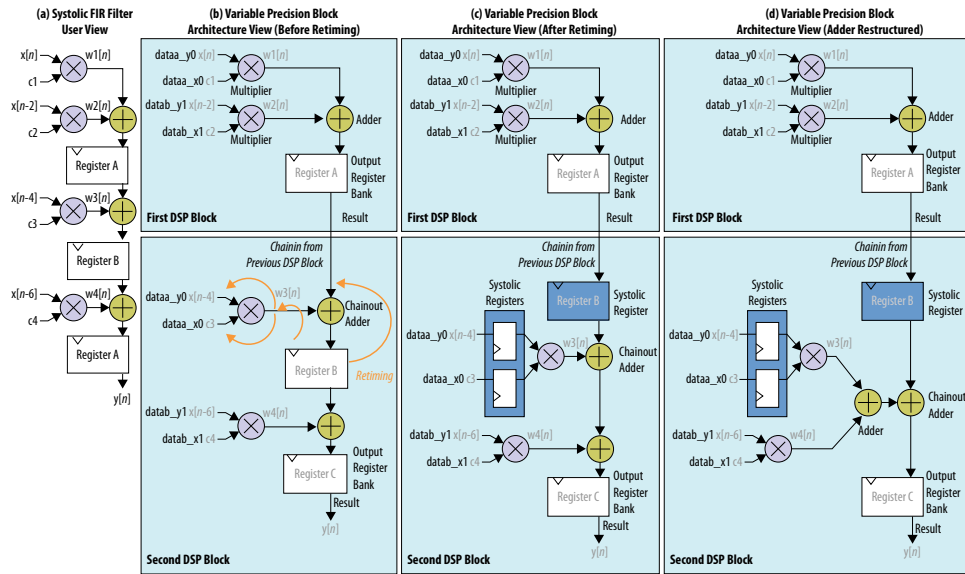 (a) Systolic FIR Filter
User View
x[n]
w1[n]
c1
x[n-2]
w2[n]
c2
Register A
x[n-4]
w3[n]
c3
Register B
x[n-6]
w4[n]
c4
Register A
y[n]
(b) Variable Precision Block
Architecture View (Before Retiming)
dataa_y0 x[n]
w1[n]
dataa_x0 c1
Multiplier
datab_y1 x[n-2]
w2[n]
datab_x1 c2
Multiplier
Adder
Register A
Output
Register
Bank
Result
First DSP Block
Chainin from
Previous DSP Block
dataa_y0 x[n-4]
w3[n]
dataa_x0 c3
Chainout
Adder
Register B
Retiming
datab_y1 x[n-6]
w4[n]
datab_x1 c4
Register C
Output
Register
Bank
Result
y[n]
Second DSP Block
(c) Variable Precision Block
Architecture View (After Retiming)
dataa_y0 x[n]
w1[n]
dataa_x0 c1
Multiplier
datab_y1 x[n-2]
w2[n]
datab_x1 c2
Multiplier
Adder
Register A
Output
Register
Bank
Result
First DSP Block
Chainin from
Previous DSP Block
Systolic
Registers
Register B
Systolic
Register
dataa_y0 x[n-4]
w3[n]
dataa_x0 c3
Chainout
Adder
datab_y1 x[n-6]
w4[n]
datab_x1 c4
Register C
Output
Register
Bank
Result
y[n]
Second DSP Block
(d) Variable Precision Block
Architecture View (Adder Restructured)
dataa_y0 x[n]
w1[n]
dataa_x0 c1
Multiplier
datab_y1 x[n-2]
w2[n]
datab_x1 c2
Multiplier
Adder
Register A
Output
Register
Bank
Result
First DSP Block
Chainin from
Previous DSP Block
Systolic
Registers
Register B
Systolic
Register
dataa_y0 x[n-4]
w3[n]
dataa_x0 c3
Chainout
Adder
Adder
datab_y1 x[n-6]
w4[n]
datab_x1 c4
Register C
Output
Register
Bank
Result
y[n]
Second DSP Block